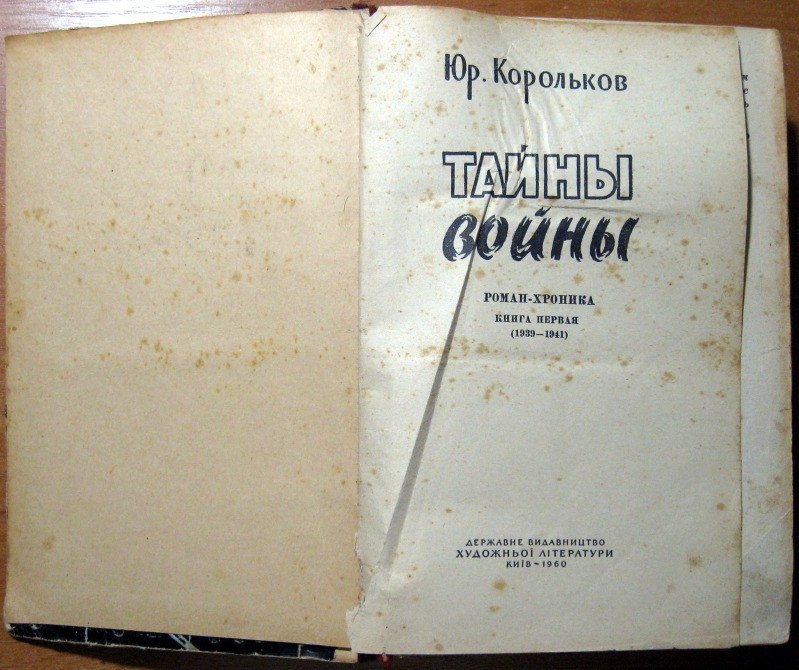 Юр. Корольков
ТАЙНЫ
ВОЙНЫ
РОМАН-ХРОНИКА
КНИГА ПЕРВАЯ
(1939—1941)
ДЕРЖАВНЕ ВИДАВНИЦТВО
ХУДОЖНЬОЇ ЛІТЕРАТУРИ
КИЇВ – 1960